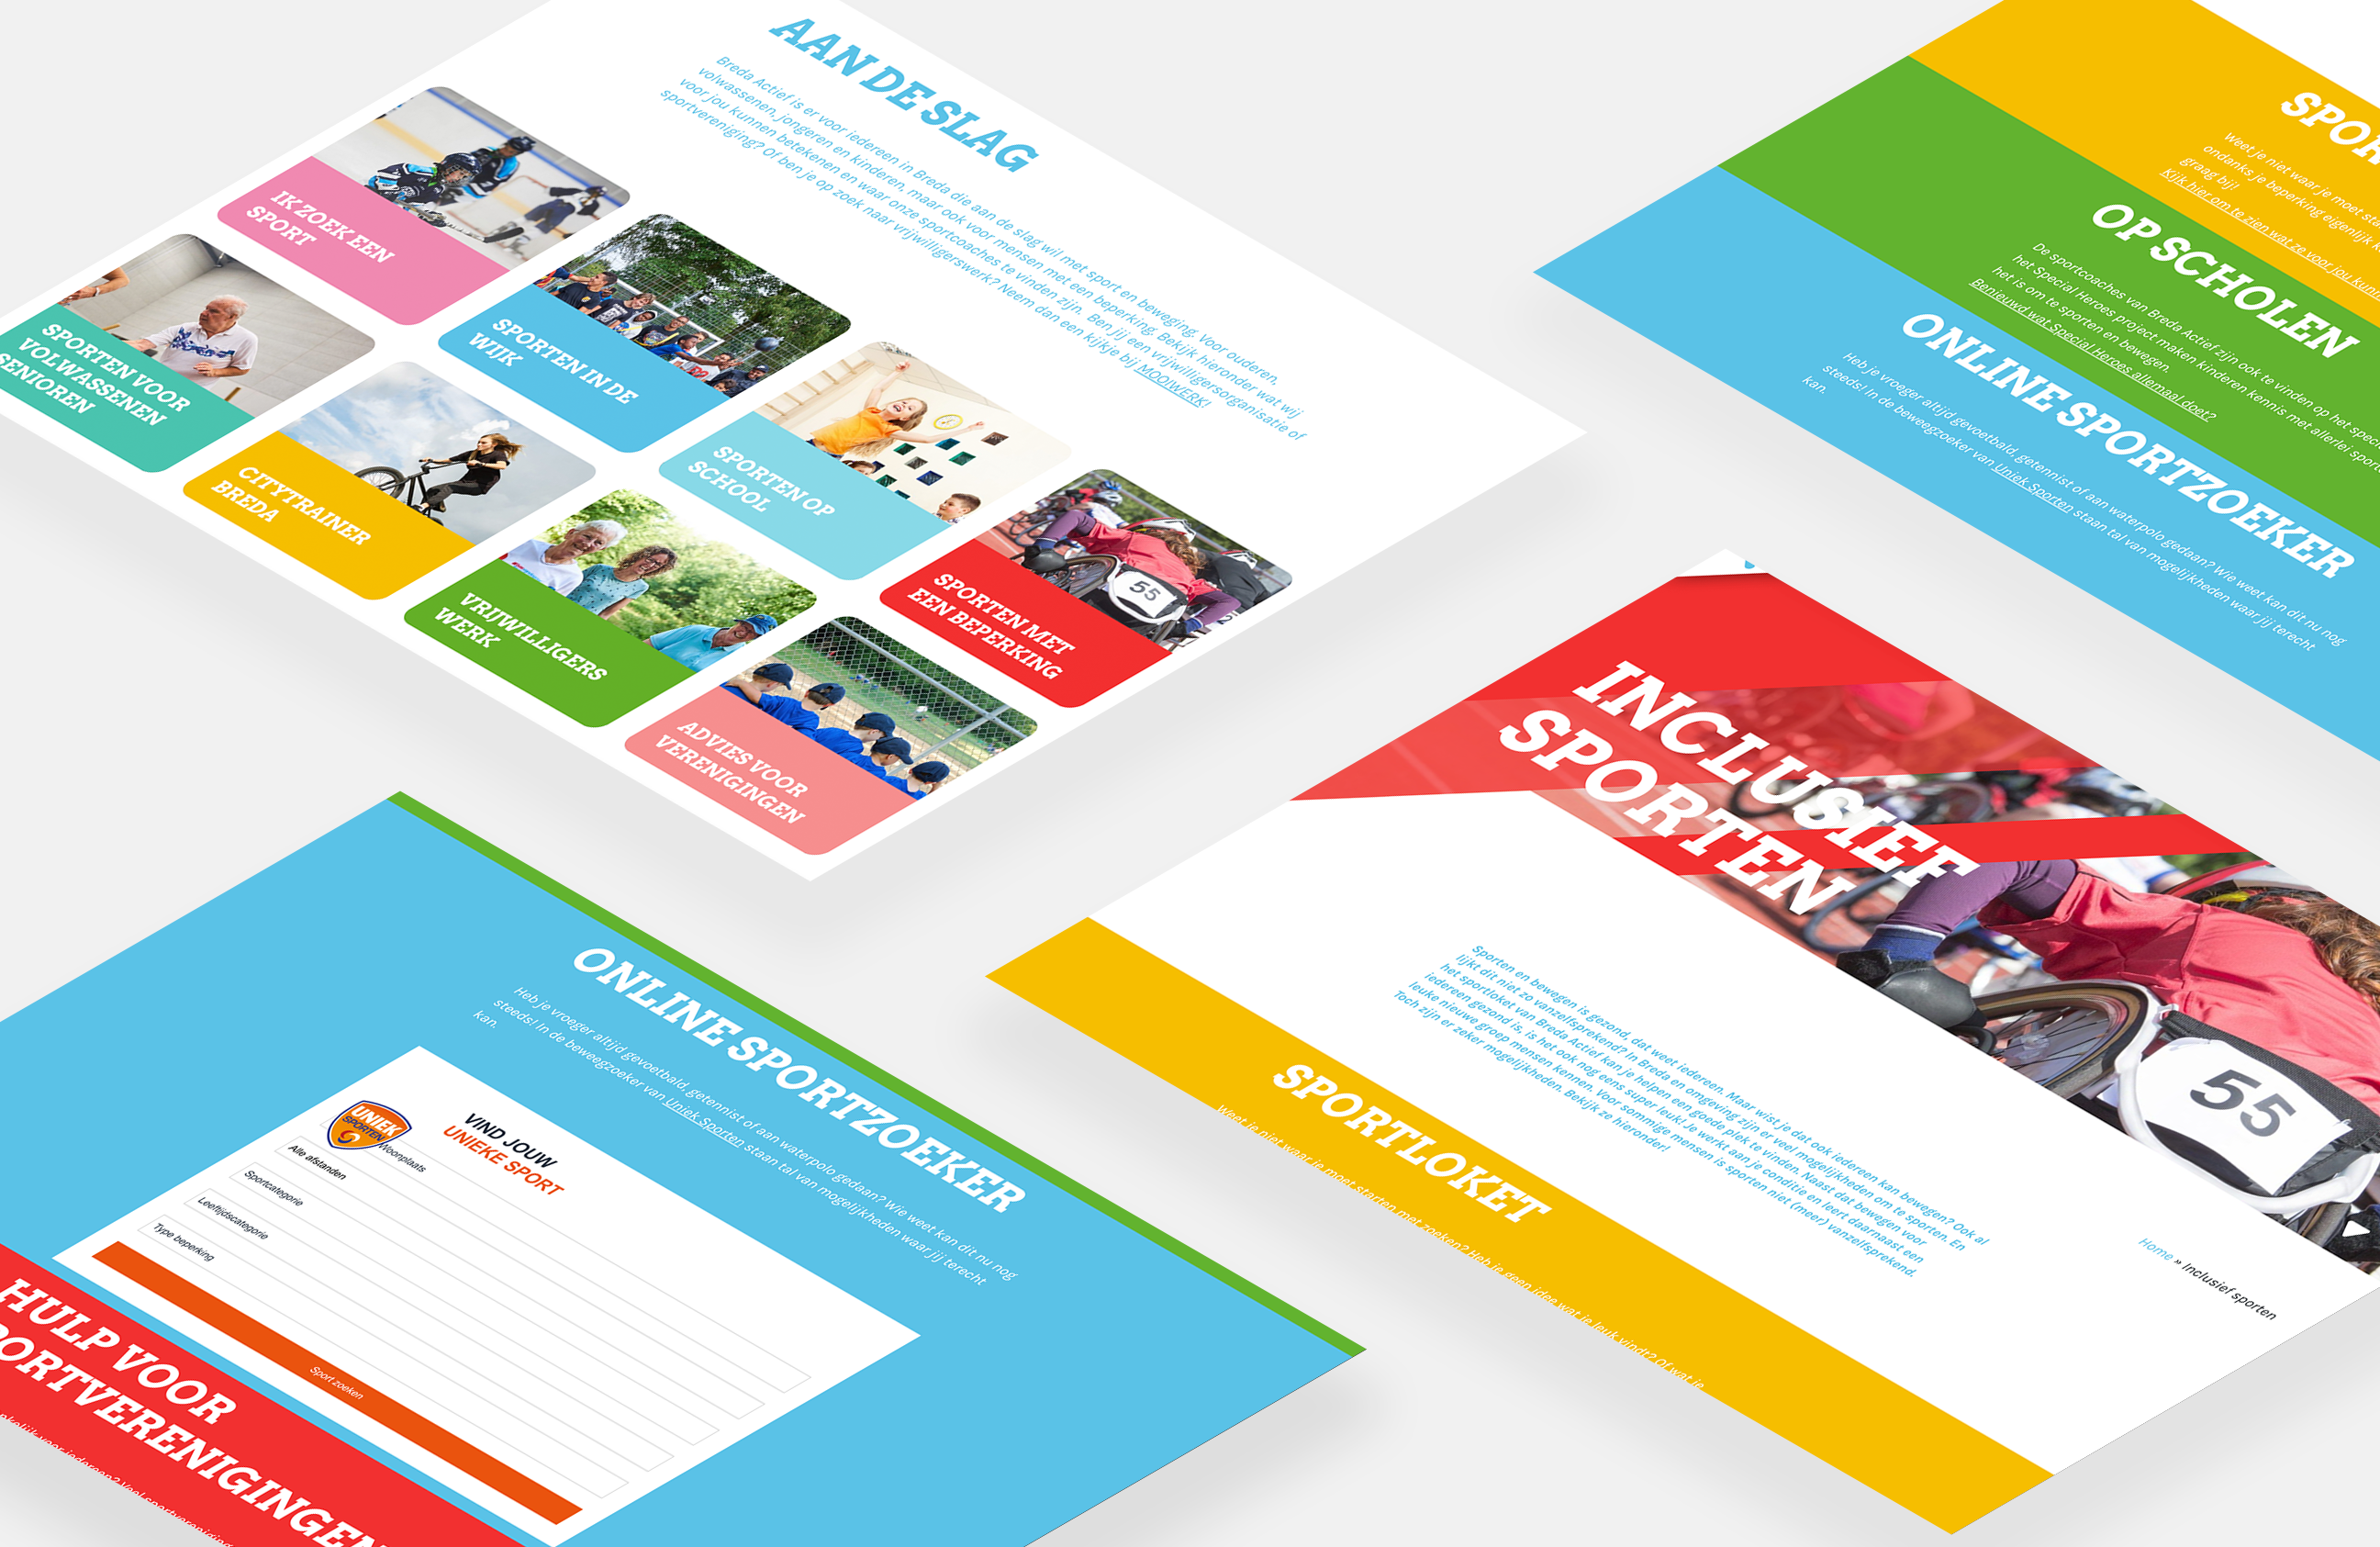 AAN DE SLAG
Breda Actief is er voor iedereen in Breda die aan de slag wil met sport en beweging. Voor ouderen,
volwassenen, jongeren en kinderen, maar ook voor mensen met een beperking. Bekijk hieronder wat wij
voor jou kunnen betekenen en waar onze sportcoaches te vinden zijn. Ben jij een vrijwilligersorganisatie of
sportvereniging? Of ben je op zoek naar vrijwilligerswerk? Neem dan een kijkje bij MOOIWERK!
IK ZOEK EEN
SPORT
SPORTEN IN DE
WIJK
SPORTEN OP
SCHOOL
SPORTEN MET
EEN BEPERKING
55
SPORTEN VOOR
VOLWASSENEN
SENIOREN
CITYTRAINER
BREDA
VRIJWILLIGERS
WERK
ADVIES VOOR
VERENIGINGEN
SPOR
Weet je niet waar je moet sta
ondanks je beperking eigenlijk k
graag bij!
Kijk hier om te zien wat ze voor jou kunn
OP SCHOLEN
De sportcoaches van Breda Actief zijn ook te vinden op het speci
het Special Heroes project maken kinderen kennis met allerlei spor
het is om te sporten en bewegen.
Benieuwd wat Special Heroes allemaal doet?
ONLINE SPORTZOEKER
Heb je vroeger altijd gevoetbald, getennist of aan waterpolo gedaan? Wie weet kan dit nu nog
steeds! In de beweegzoeker van Uniek Sporten staan tal van mogelijkheden waar jij terecht
kan.
INCLUSIEF
SPORTEN
55
Home » Inclusief sporten
Sporten en bewegen is gezond, dat weet iedereen. Maar wist je dat ook iedereen kan bewegen? Ook al
lijkt dit niet zo vanzelfsprekend? In Breda en omgeving zijn er veel mogelijkheden om te sporten. En
het sportloket van Breda Actief kan je helpen een goede plek te vinden. Naast dat bewegen voor
iedereen gezond is, is het ook nog eens super leuk! Je werkt aan je conditie en leert daarnaast een
leuke nieuwe groep mensen kennen. Voor sommige mensen is sporten niet (meer) vanzelfsprekend.
Toch zijn er zeker mogelijkheden. Bekijk ze hieronder!
SPORTLOKET
Weet je niet waar je moet starten met zoeken? Heb je geen idee wat je leuk vindt? Of wat je
ONLINE SPORTZOEKER
Heb je vroeger altijd gevoetbald, getennist of aan waterpolo gedaan? Wie weet kan dit nu nog
steeds! In de beweegzoeker van Uniek Sporten staan tal van mogelijkheden waar jij terecht
kan.
UNIEK
SPORTEN
VIND JOUW
UNIEKE SPORT
Woonplaats
Alle afstanden
Sportcategorie
Leeftijdscategorie
Type beperking
Sport zoeken
HULP VOOR
PORTVERENIGINGEN